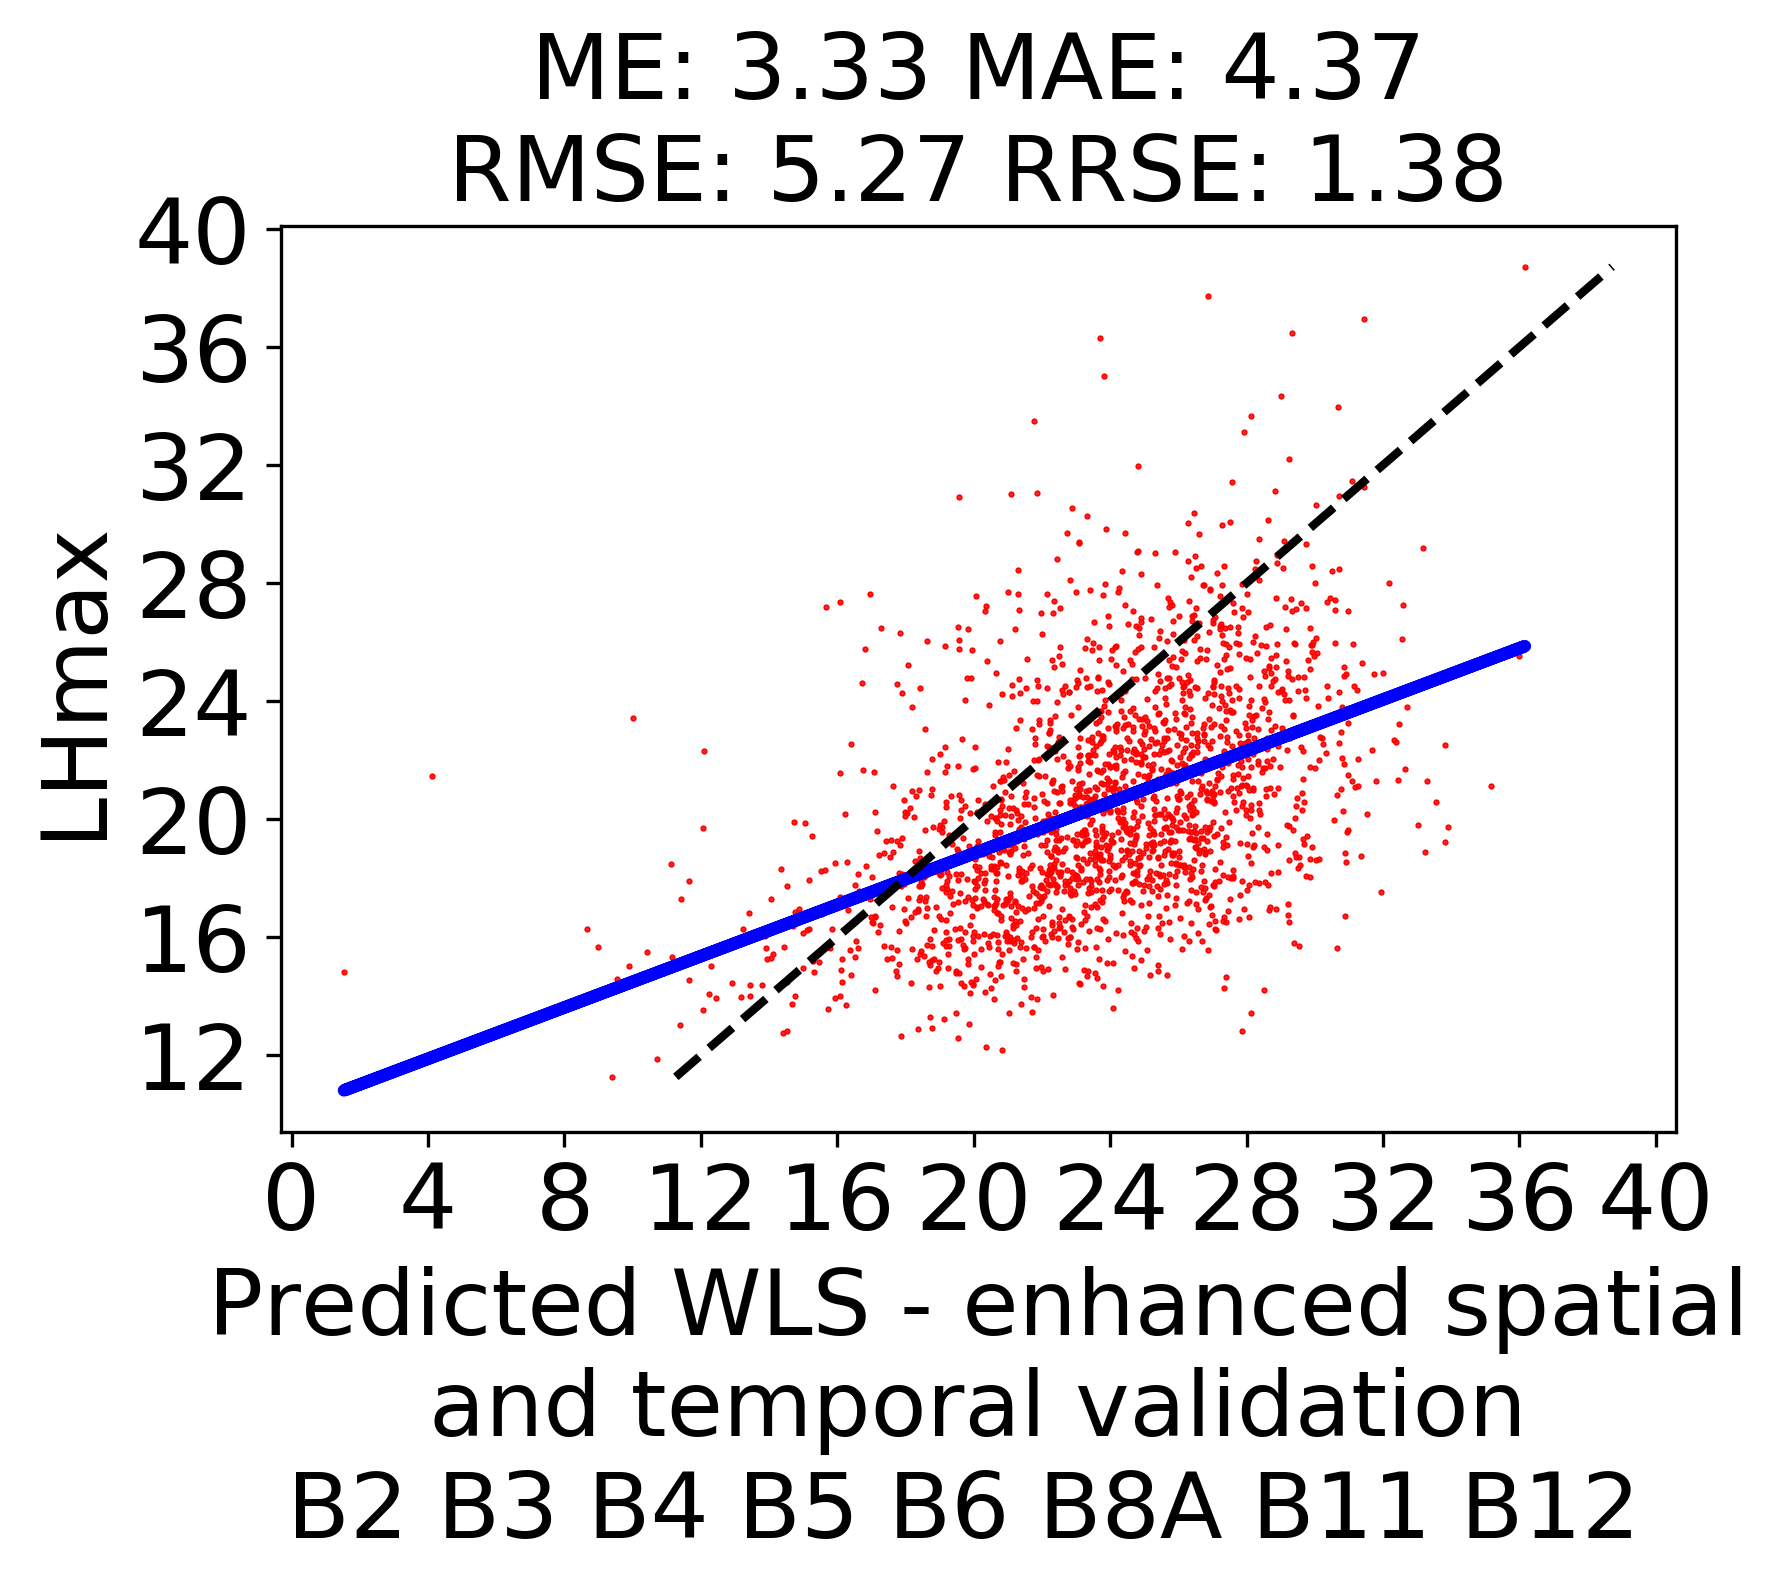 ME: 3.33 MAE: 4.37
RMSE: 5.27 RRSE: 1.38
40
36
32
28
24
20
16
12
LHmax
0 4 8 12 16 20 24 28 32 36 40
Predicted WLS - enhanced spatial
and temporal validation
B2 B3 B4 B5 B6 B8A B11 B12